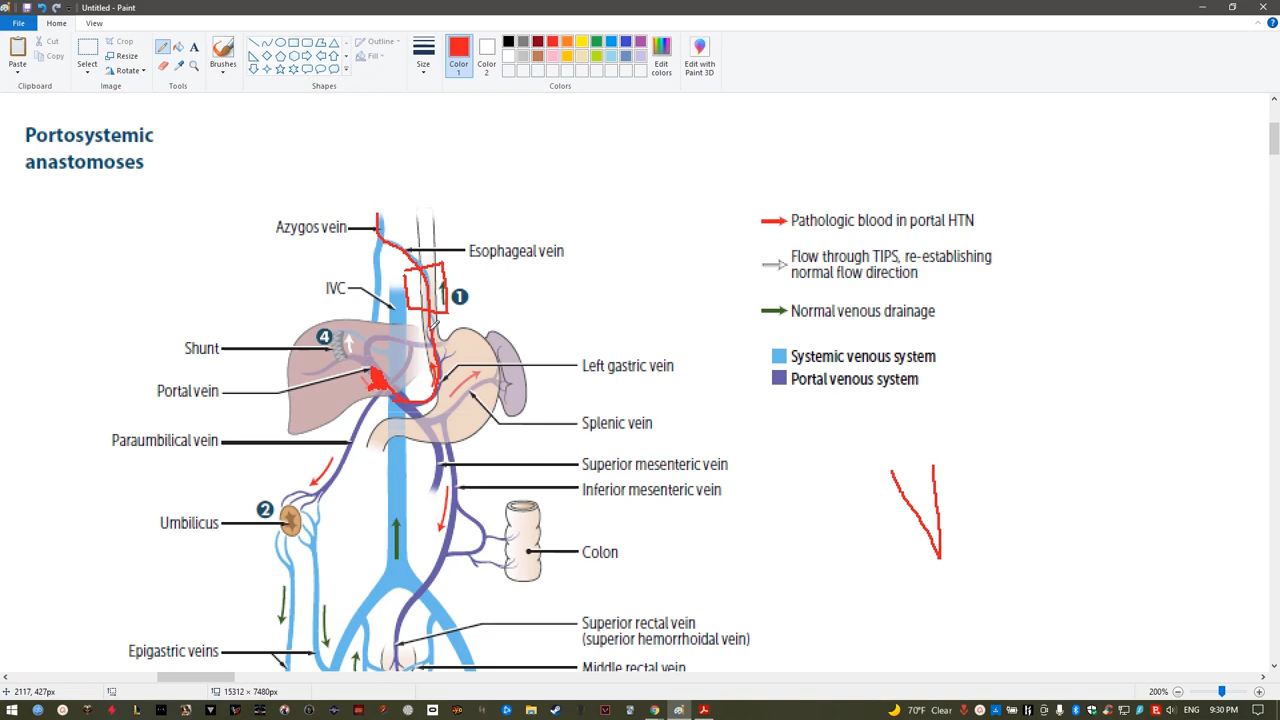 Untitled - Paint
File
Home
View
Paste
Cut
Copy
Clipboard
Select
Crop
Resize
Rotate
Image
A
Tools
Brushes
Outline
Fill
Shapes
Size
Color
1
Color
2
Edit
colors
Colors
Edit with
Paint 3D
Portosystemic
anastomoses
Azygos vein
Esophageal vein
IVC
1
4
Shunt
Left gastric vein
Portal vein
Splenic vein
Paraumbilical vein
Superior mesenteric vein
Inferior mesenteric vein
2
Umbilicus
Colon
Superior rectal vein
(superior hemorrhoidal vein)
Epigastric veins
Middle rectal vein
Pathologic blood in portal HTN
Flow through TIPS, re-establishing
normal flow direction
Normal venous drainage
Systemic venous system
Portal venous system
2117, 427px
15312 × 7480px
200%
70°F Clear
ENG
9:30 PM